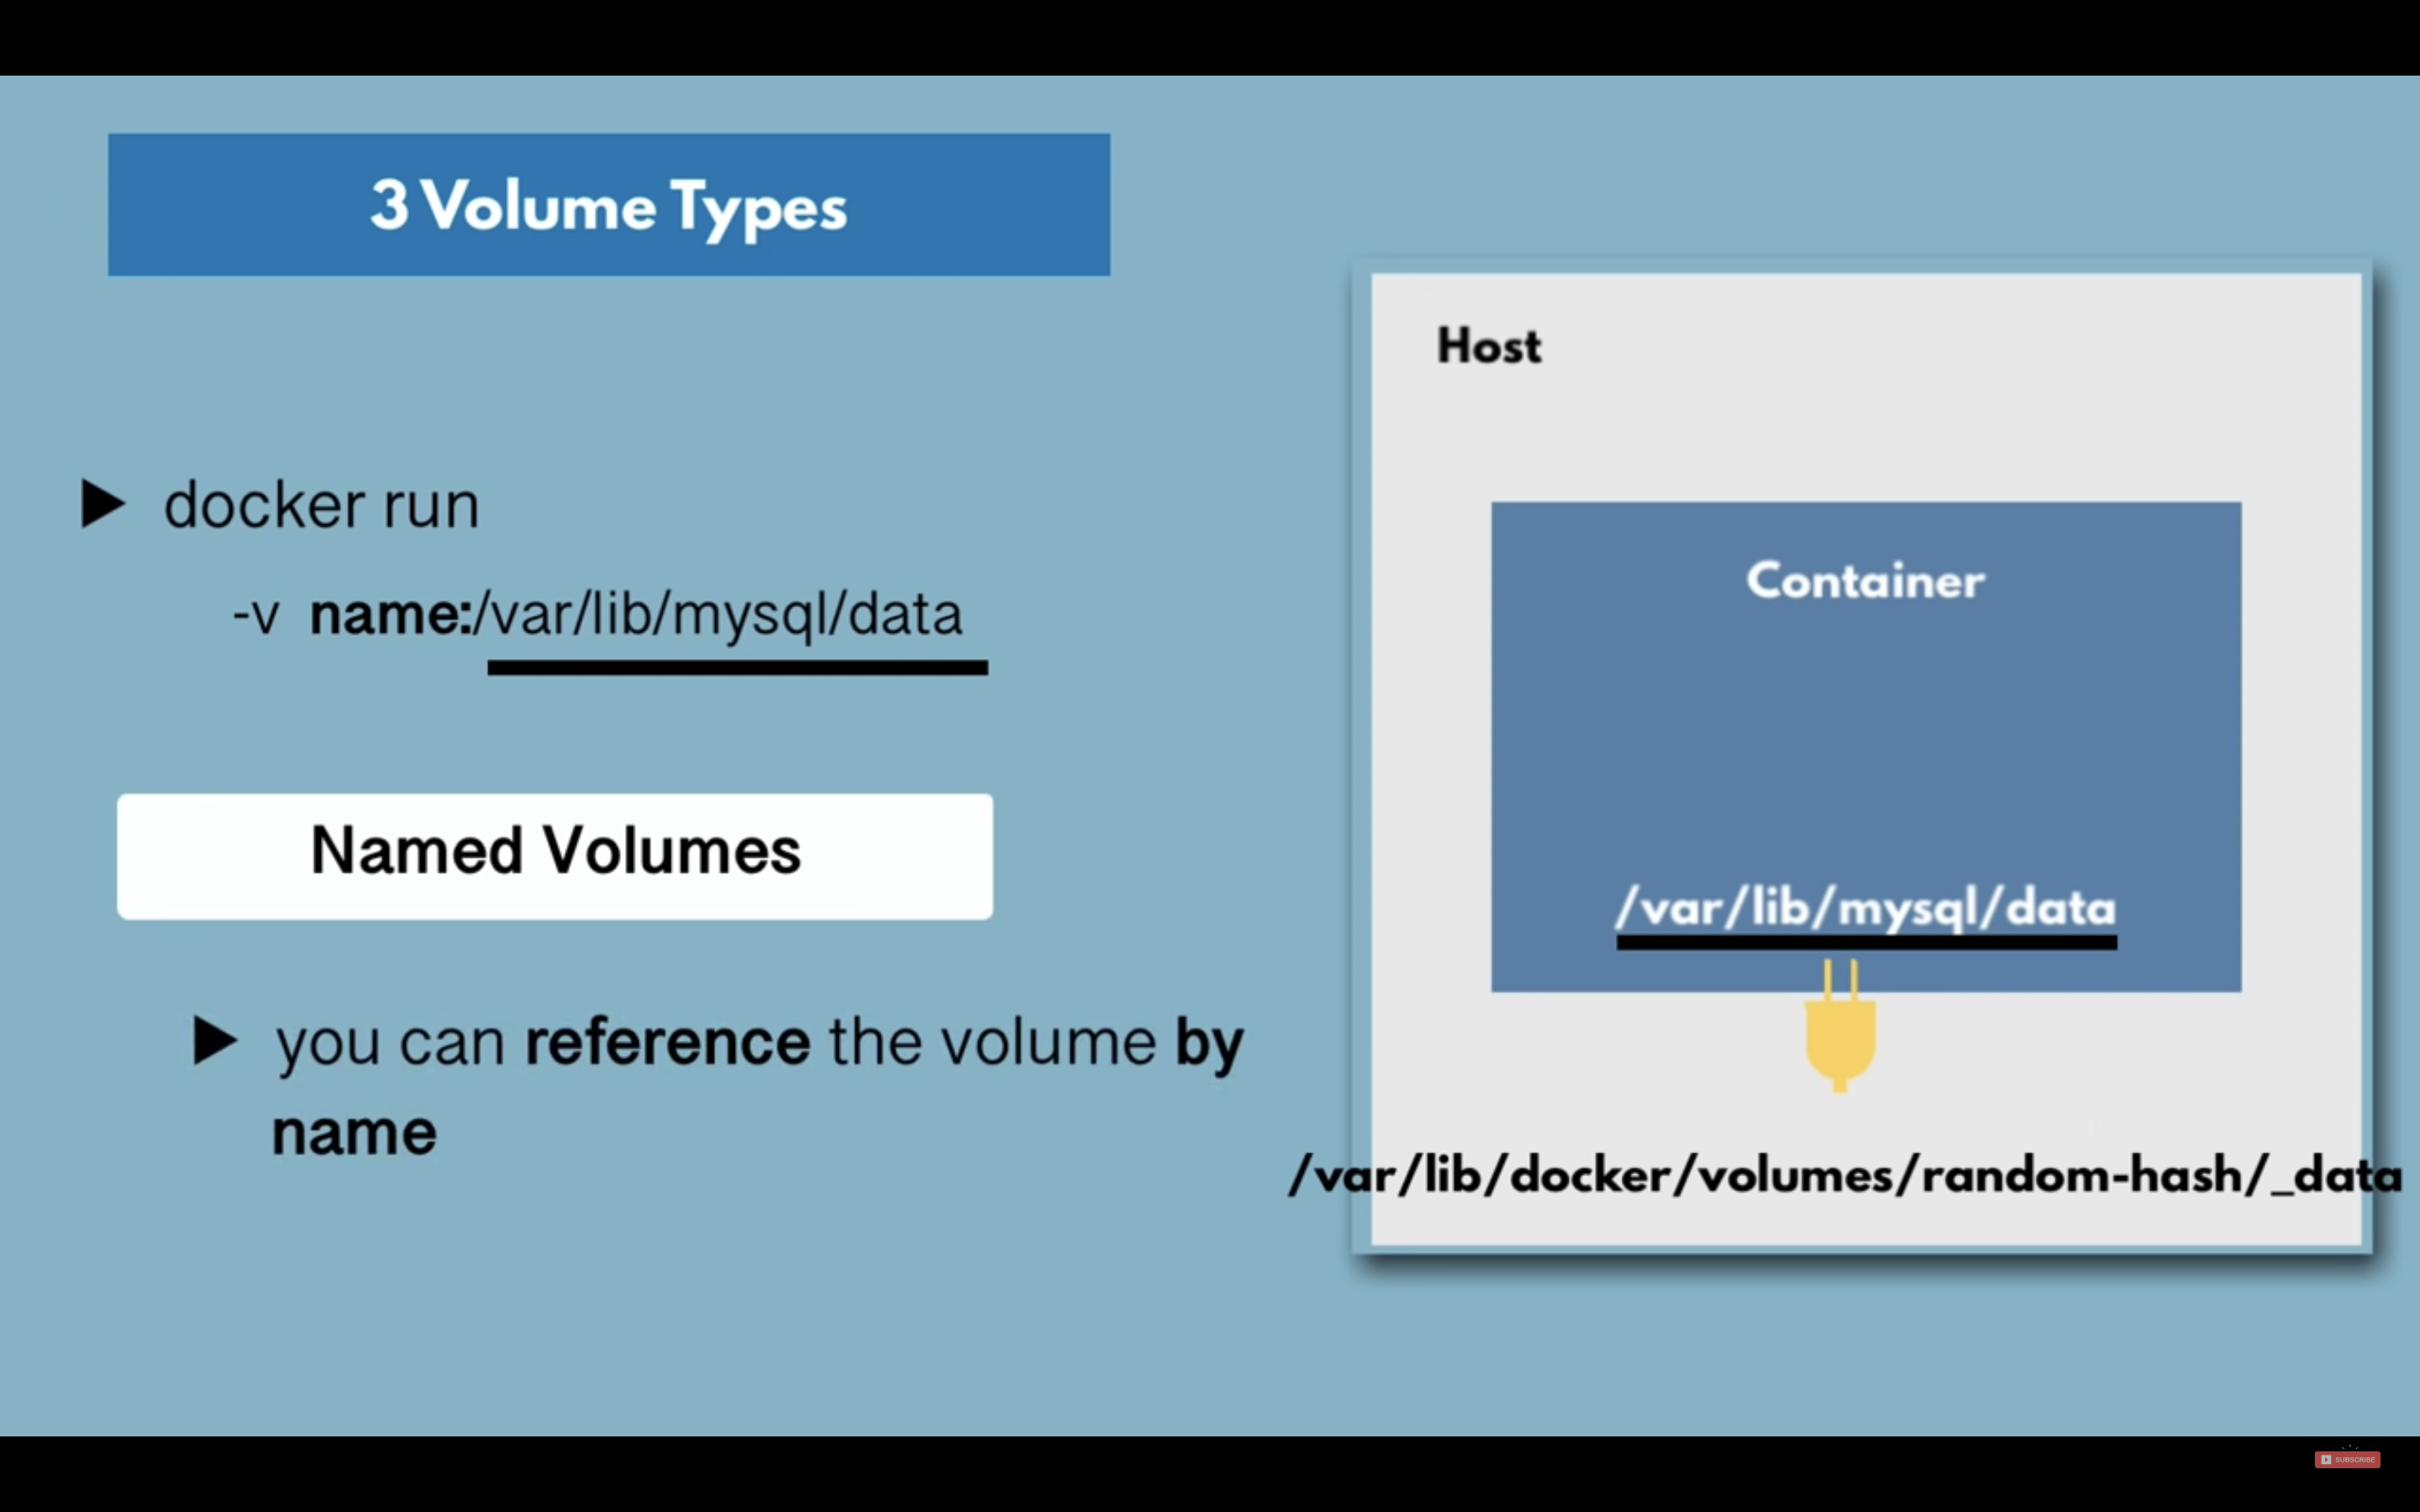 3 Volume Types
docker run
-v name:/var/lib/mysql/data
Named Volumes
you can reference the volume by
name
Host
Container
/var/lib/mysql/data
/var/lib/docker/volumes/random-hash/_data
SUBSCRIBE